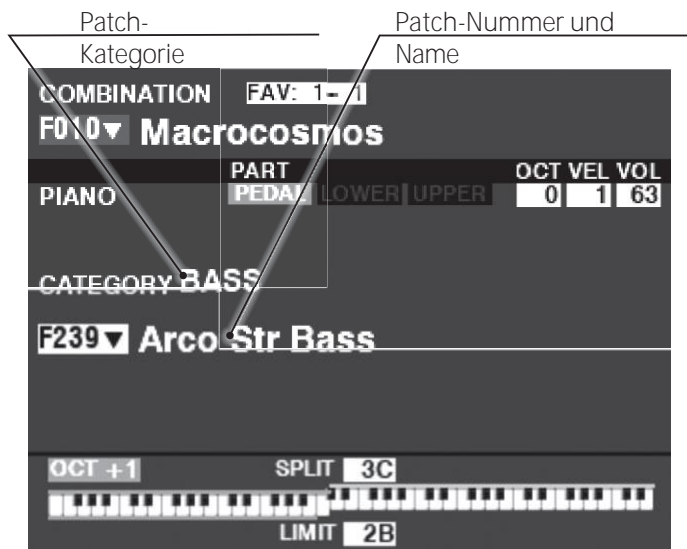 Patch-
Kategorie
Patch-Nummer und
Name
COMBINATION FAV: 1- 1
F010▼ Macrocosmos
PART OCT VEL VOL
PIANO PEDAL LOWER UPPER 0 1 63
CATEGORY BASS
F239▼ Arco Str Bass
OCT +1 SPLIT 3C
LIMIT 2B